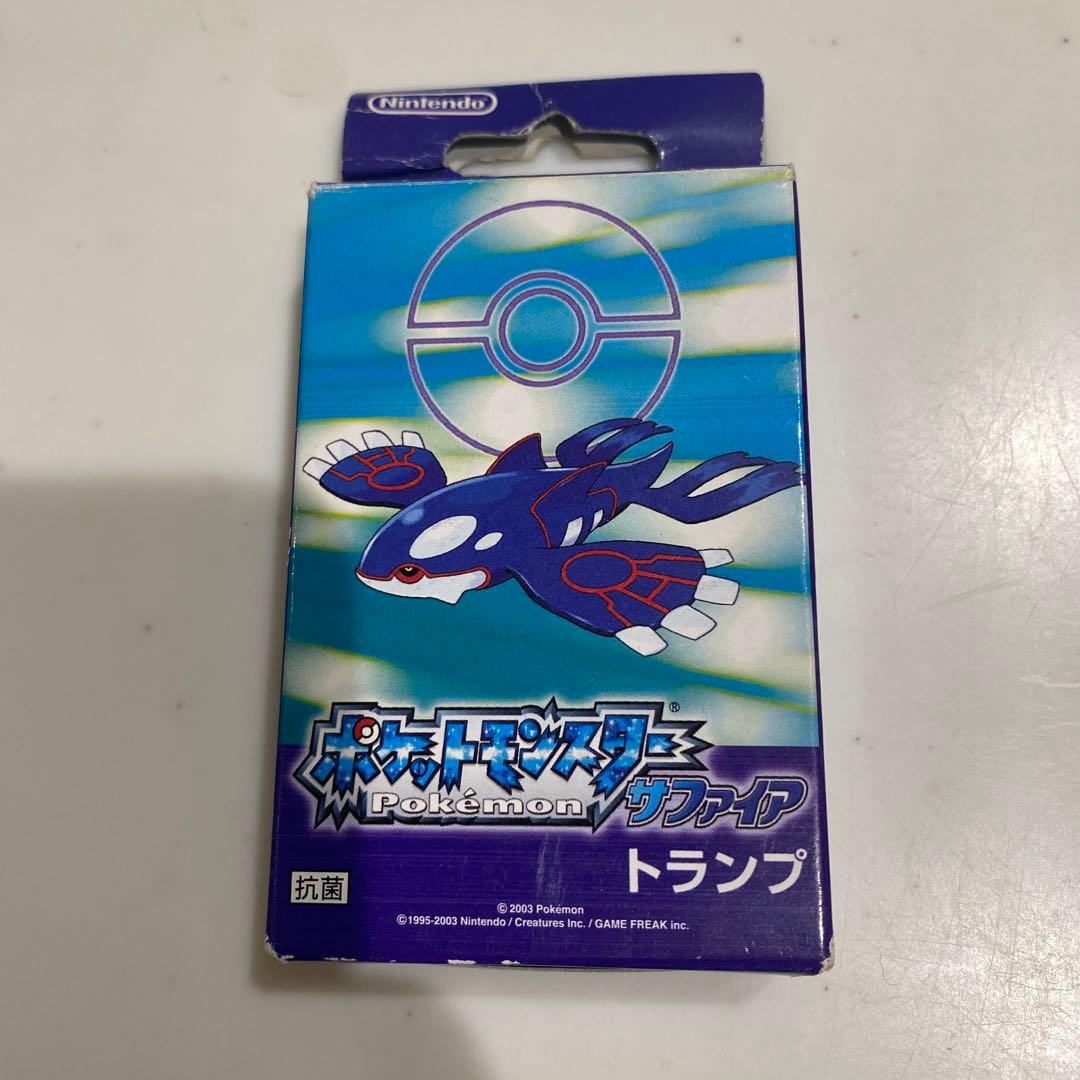 Nintendo
ポケットモンスター®
Pokémon サファイア
トランプ
抗菌
© 2003 Pokémon
©1995-2003 Nintendo / Creatures Inc. / GAME FREAK inc.